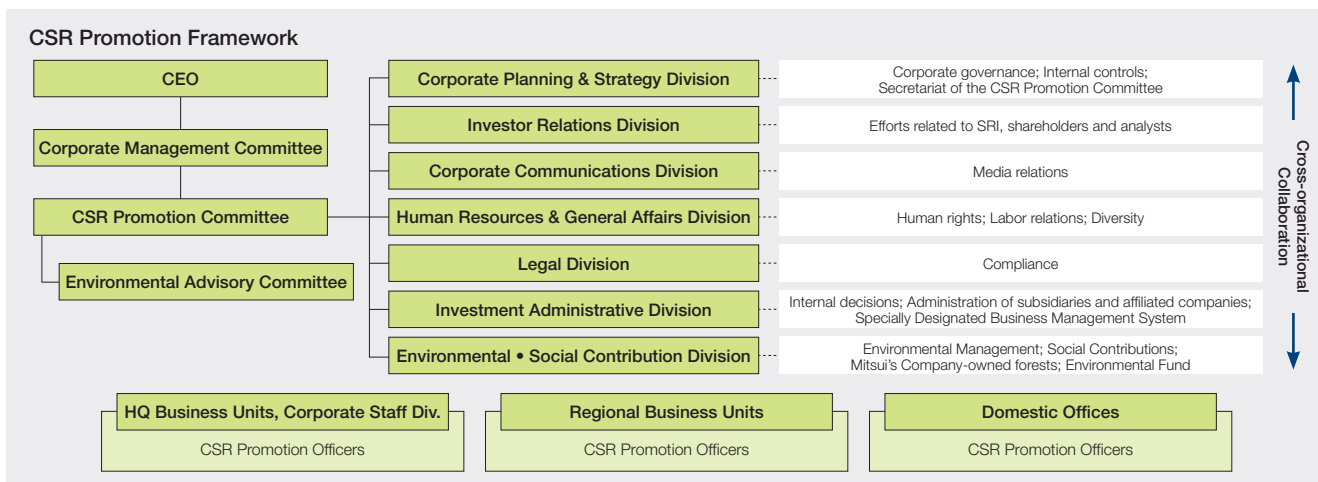 CSR Promotion Framework
CEO
Corporate Management Committee
CSR Promotion Committee
Environmental Advisory Committee
Corporate Planning & Strategy Division
Corporate governance; Internal controls;
Secretariat of the CSR Promotion Committee
Investor Relations Division
Efforts related to SRI, shareholders and analysts
Corporate Communications Division
Media relations
Human Resources & General Affairs Division
Human rights; Labor relations; Diversity
Legal Division
Compliance
Investment Administrative Division
Internal decisions; Administration of subsidiaries and affiliated companies;
Specially Designated Business Management System
Environmental • Social Contribution Division
Environmental Management; Social Contributions;
Mitsui's Company-owned forests; Environmental Fund
Cross-organizational
Collaboration
HQ Business Units, Corporate Staff Div.
CSR Promotion Officers
Regional Business Units
CSR Promotion Officers
Domestic Offices
CSR Promotion Officers